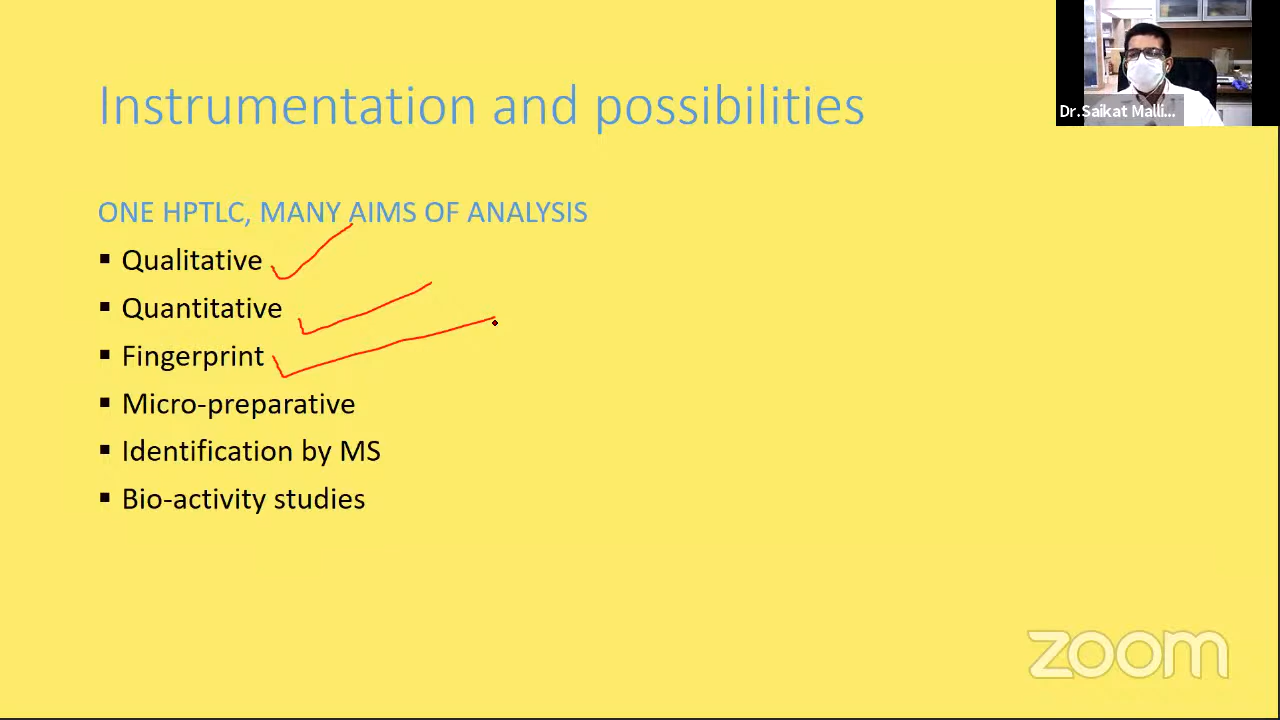 Instrumentation and possibilities
Dr.Saikat Malli...
ONE HPTLC, MANY AIMS OF ANALYSIS
▪ Qualitative
▪ Quantitative
▪ Fingerprint
▪ Micro-preparative
▪ Identification by MS
▪ Bio-activity studies
zoom